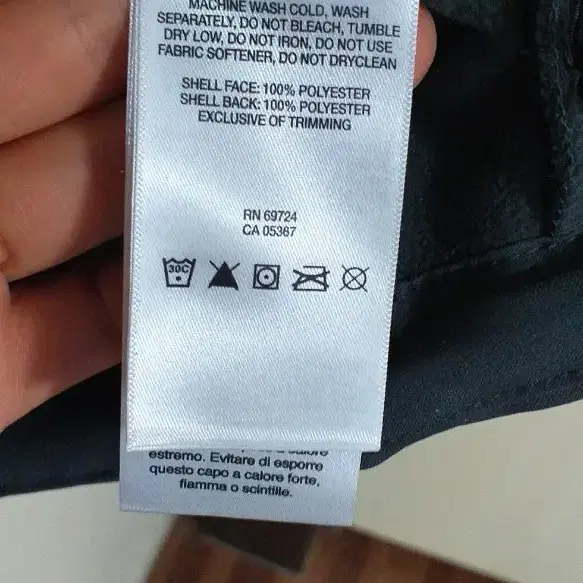 MACHINE WASH COLD, WASH
SEPARATELY, DO NOT BLEACH, TUMBLE
DRY LOW, DO NOT IRON, DO NOT USE
FABRIC SOFTENER, DO NOT DRYCLEAN
SHELL FACE: 100% POLYESTER
SHELL BACK: 100% POLYESTER
EXCLUSIVE OF TRIMMING
RN 69724
CA 05367
30C
estremo. Evitare di esporre
questo capo a calore forte,
fiamma o scintille.